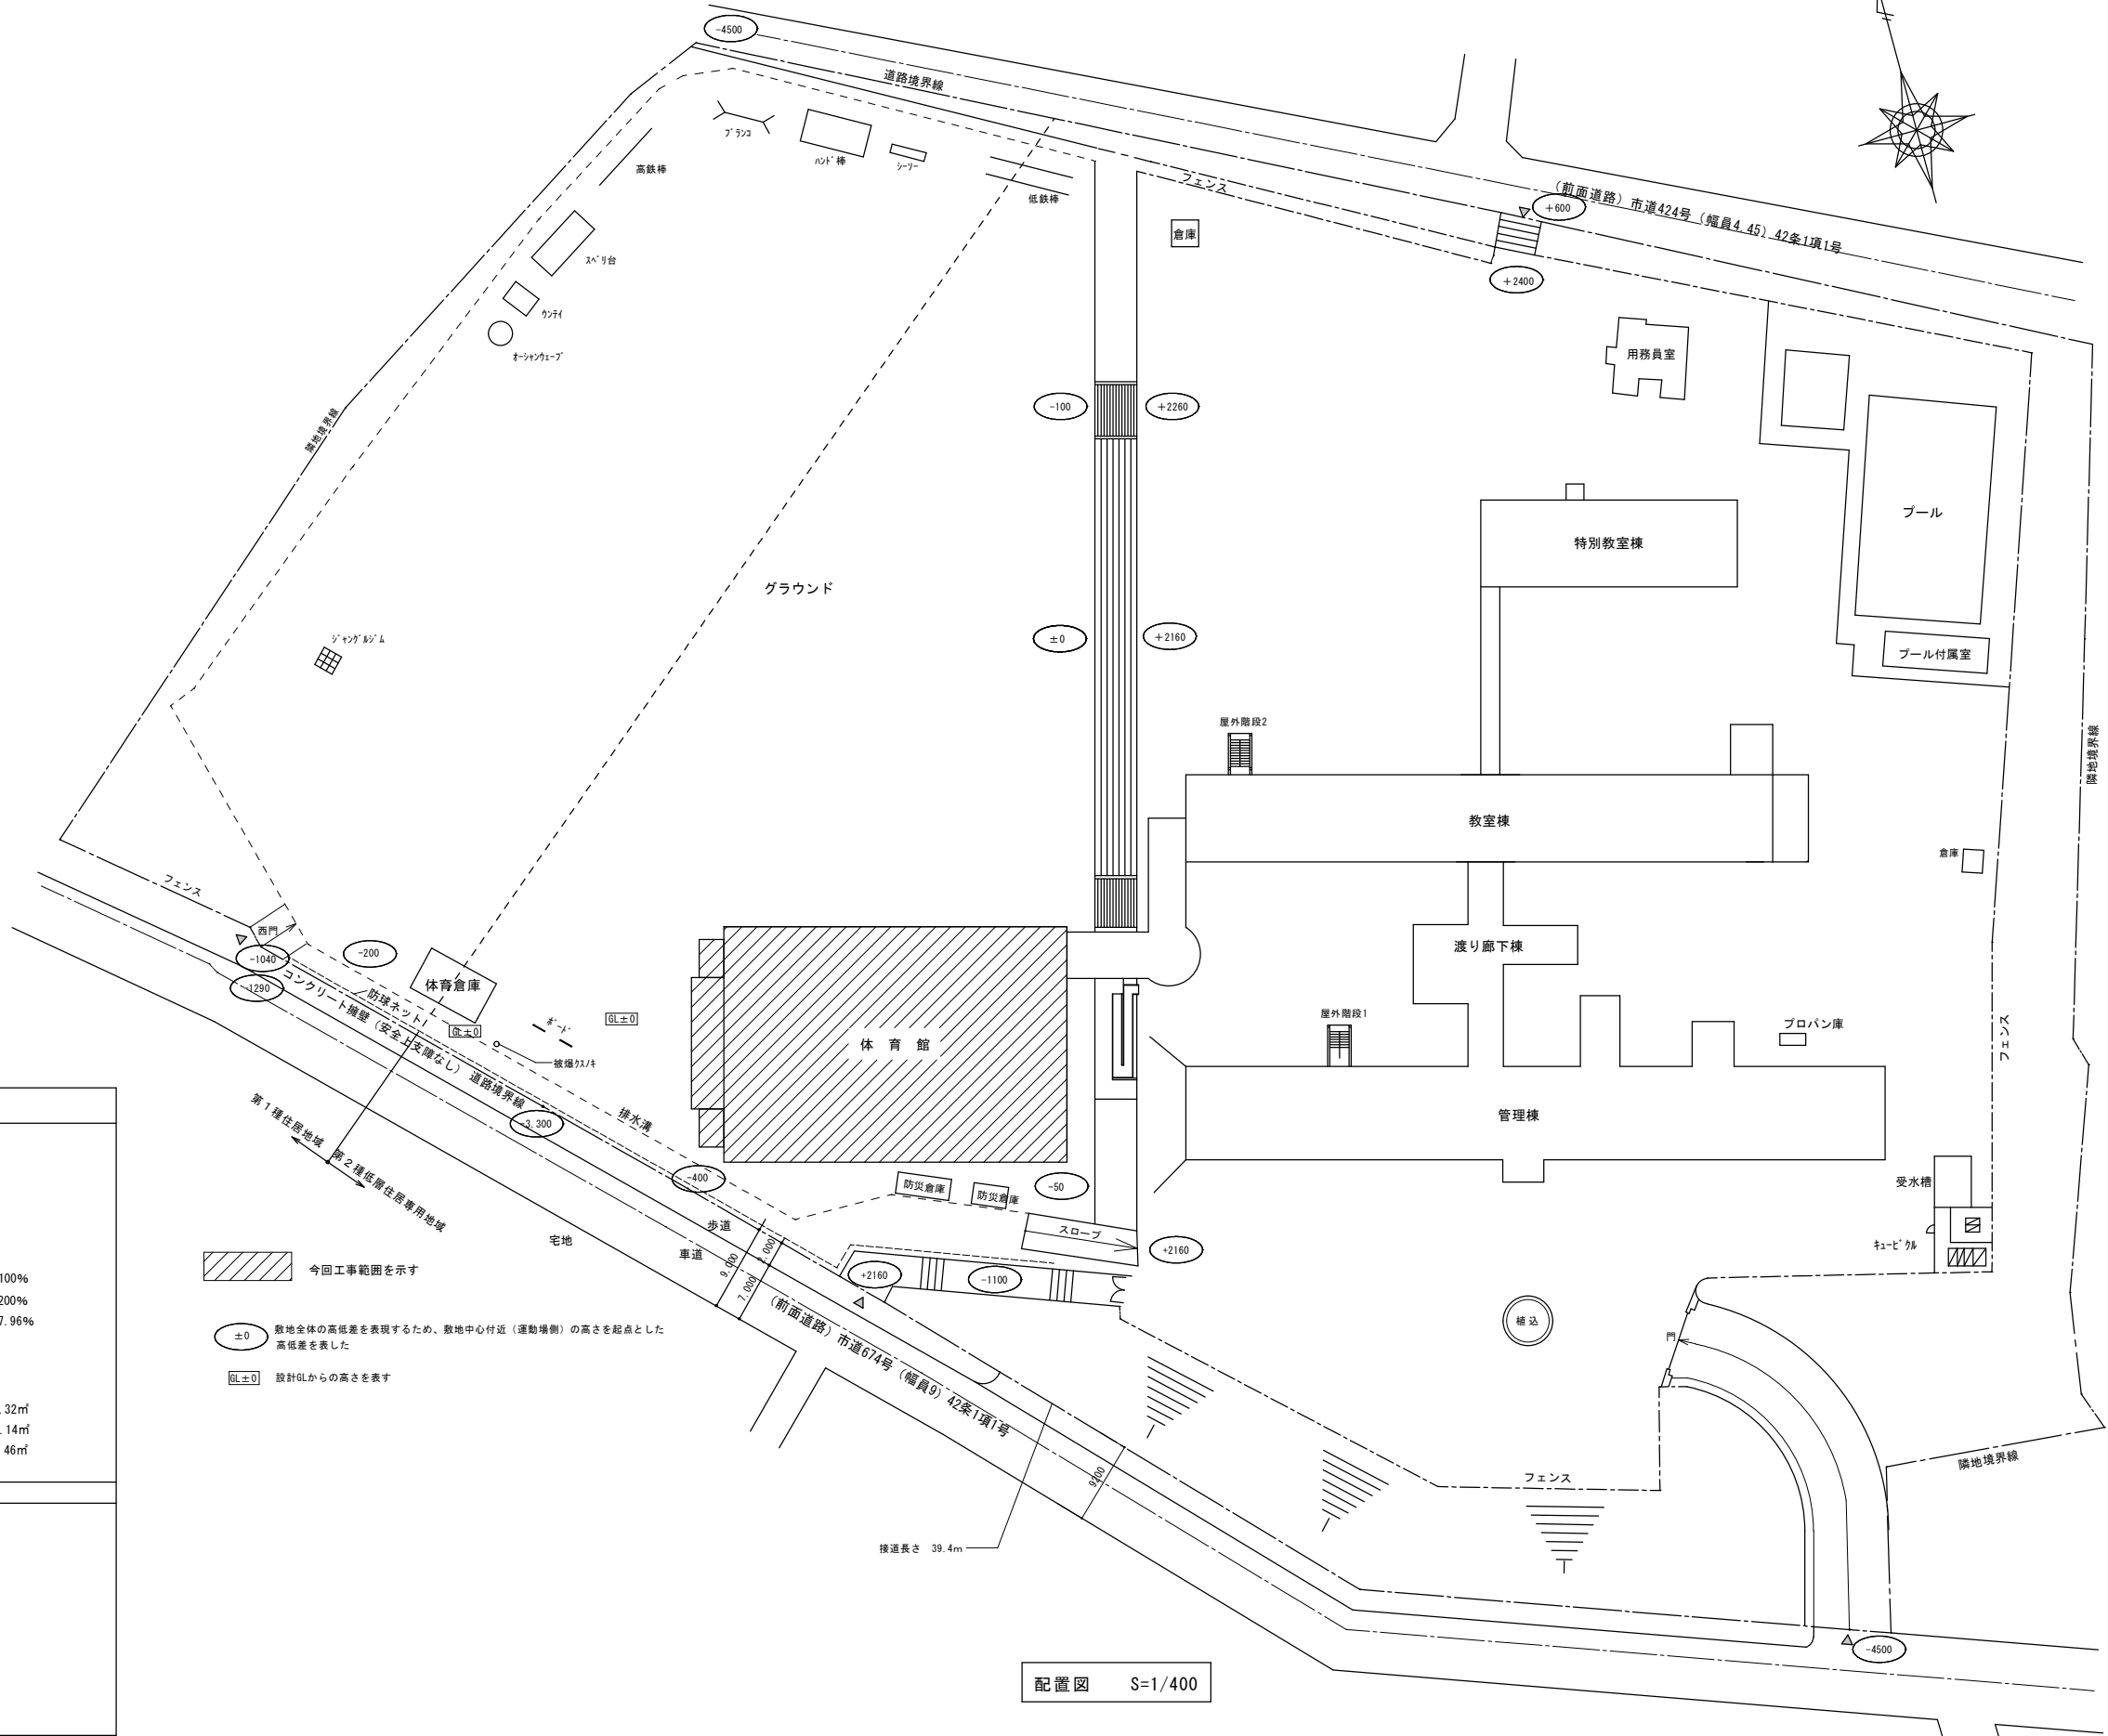 -4500
道路境界線
ブランコ
ハンド棒
シーソー
高鉄棒
低鉄棒
フェンス
(前面道路)市道424号(幅員4.45)42条1項1号
+600
+2400
倉庫
スベリ台
ウンテイ
オーシャンウェーブ
用務員室
隣地境界線
-100
+2260
プール
特別教室棟
グラウンド
±0
+2160
ジャングルジム
プール付属室
屋外階段2
隣地境界線
教室棟
倉庫
フェンス
西門
-1040
-200
-1290
体育倉庫
防球ネット
コンクリート擁壁(安全上支障なし)
道路境界線
GL±0
ボード
GL±0
被爆クスノキ
体 育 館
渡り廊下棟
屋外階段1
プロパン庫
フェンス
管理棟
第1種住居地域
第2種低層住居専用地域
-3,300
排水溝
-400
防災倉庫
防災倉庫
-50
スロープ
+2160
受水槽
キュービクル
宅地
歩道
車道
9.000
2.000
7.000
+2160
-1100
植込
門
今回工事範囲を示す
±0
敷地全体の高低差を表現するため、敷地中心付近(運動場側)の高さを起点とした
高低差を表した
GL±0
設計GLからの高さを表す
100%
200%
7.96%
.32㎡
.14㎡
46㎡
(前面道路)市道674号(幅員9)42条1項1号
9200
接道長さ 39.4m
フェンス
隣地境界線
-4500
配置図 S=1/400